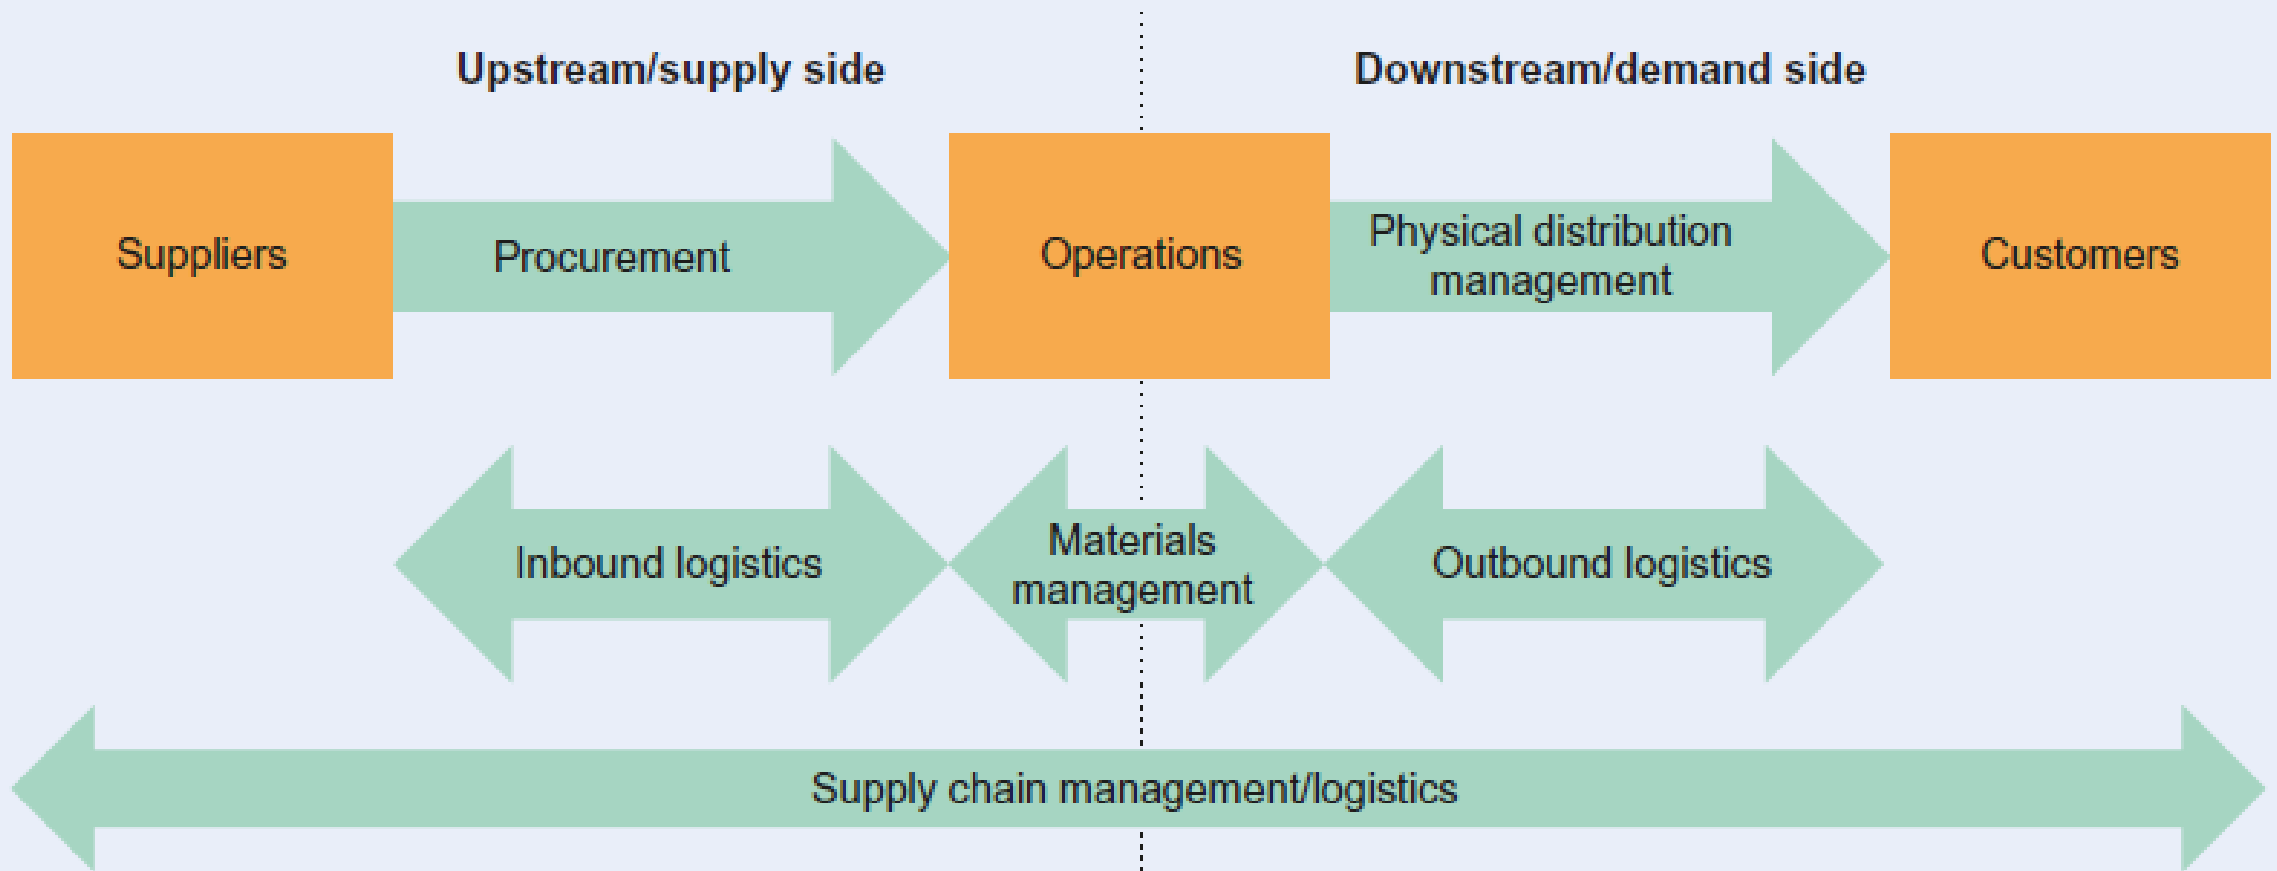 Upstream/supply side
Downstream/demand side
Suppliers
Procurement
Operations
Physical distribution
management
Customers
Inbound logistics
Materials
management
Outbound logistics
Supply chain management/logistics